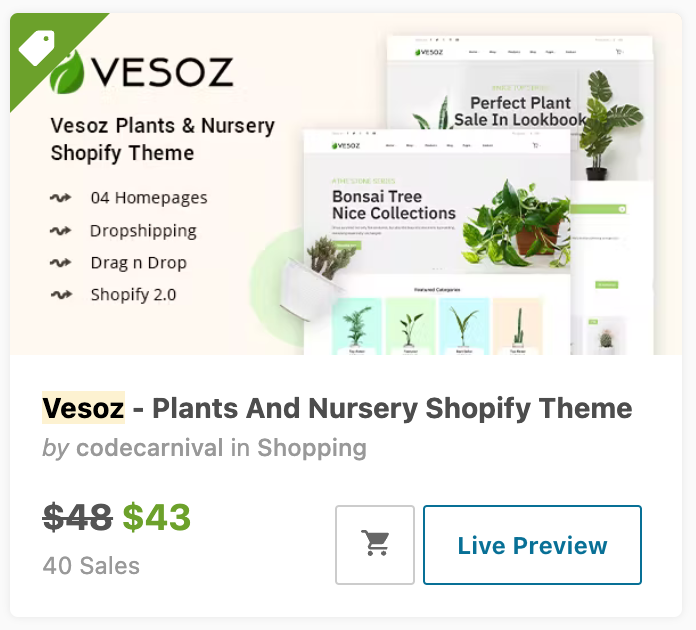 VESOZ
Vesoz Plants & Nursery
Shopify Theme
04 Homepages
Dropshipping
Drag n Drop
Shopify 2.0
VESOZ
Perfect Plant
Sale In Lookbook
VESOZ
Bonsai Tree
Nice Collections
Featured Categories
Vesoz - Plants And Nursery Shopify Theme
by codecarnival in Shopping
$48 $43
40 Sales
Live Preview